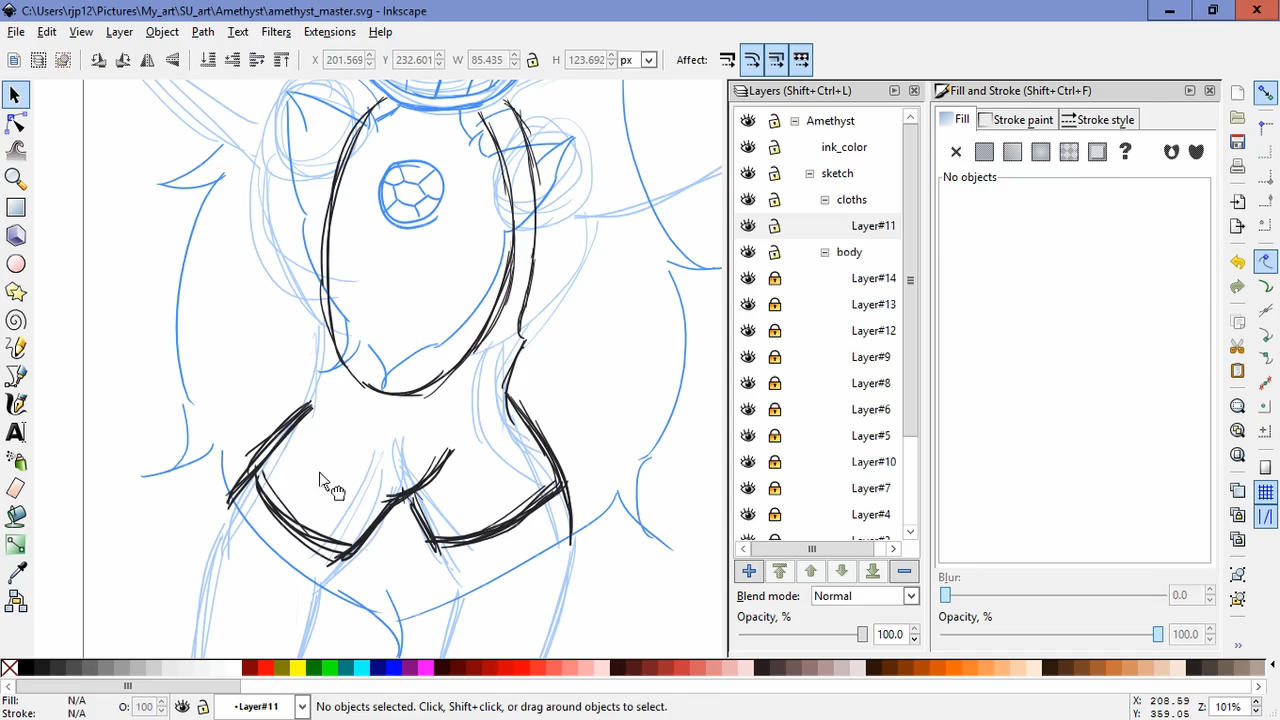 C:\Users\rjp12\Pictures\My_art\SU_art\Amethyst\amethyst_master.svg - Inkscape
File Edit View Layer Object Path Text Filters Extensions Help
X 201.569 Y 232.601 W 85.435 H 123.692 px Affect:
Layers (Shift+Ctrl+L)
Amethyst
ink_color
sketch
cloths
Layer#11
body
Layer#14
Layer#13
Layer#12
Layer#9
Layer#8
Layer#6
Layer#5
Layer#10
Layer#7
Layer#4
Blend mode: Normal
Opacity, % 100.0
Fill and Stroke (Shift+Ctrl+F)
Fill Stroke paint Stroke style
No objects
Blur: 0.0
Opacity, % 100.0
Fill: N/A
Stroke: N/A
O: 100
•Layer#11
No objects selected. Click, Shift+click, or drag around objects to select.
X: 208.59
Y: 359.05
Z: 101%